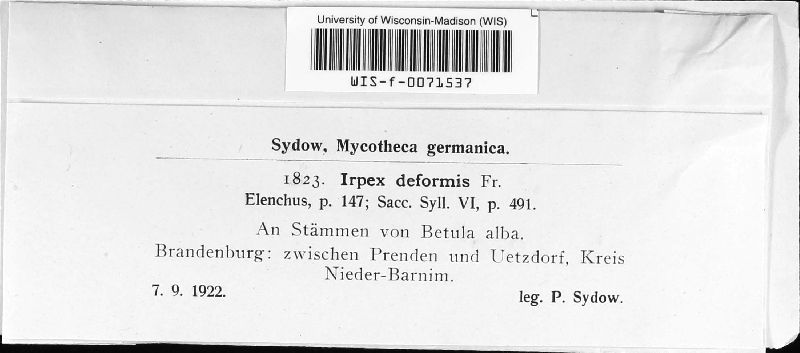 University of Wisconsin-Madison (WIS)
WIS-f-0071537
Sydow, Mycotheca germanica.
1823. Irpex deformis Fr.
Elenchus, p. 147; Sacc. Syll. VI, p. 491.
An Stämmen von Betula alba.
Brandenburg: zwischen Prenden und Uetzdorf, Kreis
Nieder-Barnim.
7. 9. 1922. leg. P. Sydow.